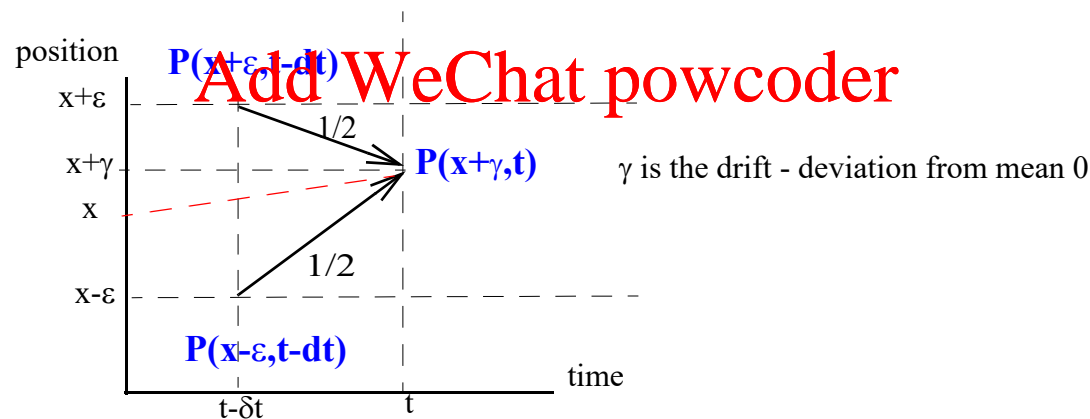 position
P(x+ε,t-dt)
Add WeChat powcoder
x+ε
1/2
x+γ
P(x+γ,t)
γ is the drift - deviation from mean 0
x
1/2
x-ε
P(x-ε,t-dt)
time
t-δt
t